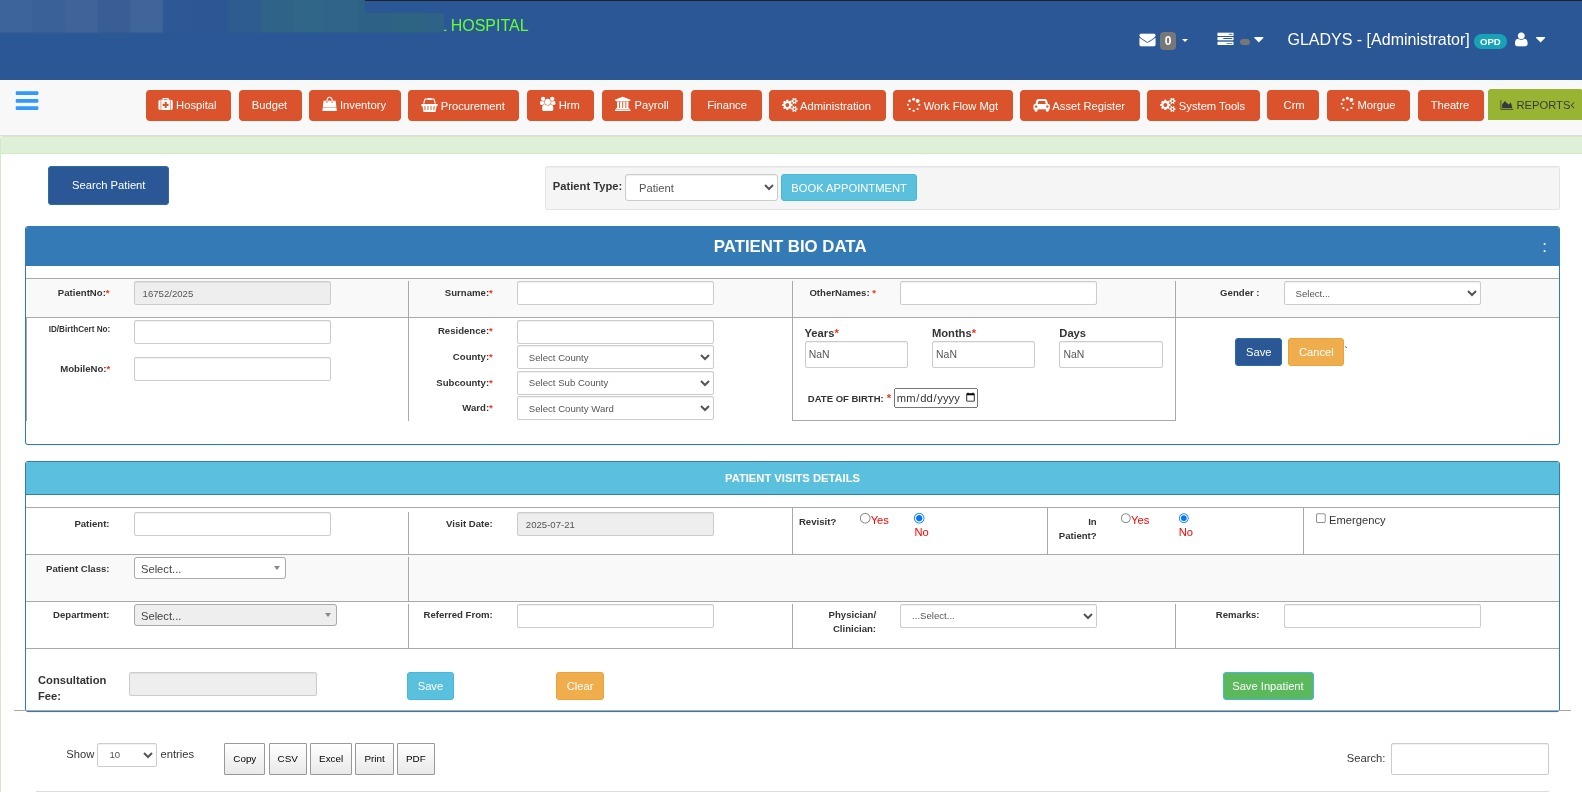 HOSPITAL
0
GLADYS - [Administrator] OPD
Hospital Budget Inventory Procurement Hrm Payroll Finance Administration Work Flow Mgt Asset Register System Tools Crm Morgue Theatre REPORTS<
Search Patient
Patient Type: Patient BOOK APPOINTMENT
PATIENT BIO DATA :
PatientNo:* 16752/2025 Surname:* OtherNames: * Gender : Select...
ID/BirthCert No: Residence:* Years* Months* Days
County:* Select County NaN NaN NaN Save Cancel `
MobileNo:* Subcounty:* Select Sub County
Ward:* Select County Ward DATE OF BIRTH: * mm/dd/yyyy
PATIENT VISITS DETAILS
Patient: Visit Date: 2025-07-21 Revisit? Yes No In Patient? Yes No Emergency
Patient Class: Select...
Department: Select... Referred From: Physician/ Clinician: ...Select... Remarks:
Consultation Fee: Save Clear Save Inpatient
Show 10 entries Copy CSV Excel Print PDF Search: